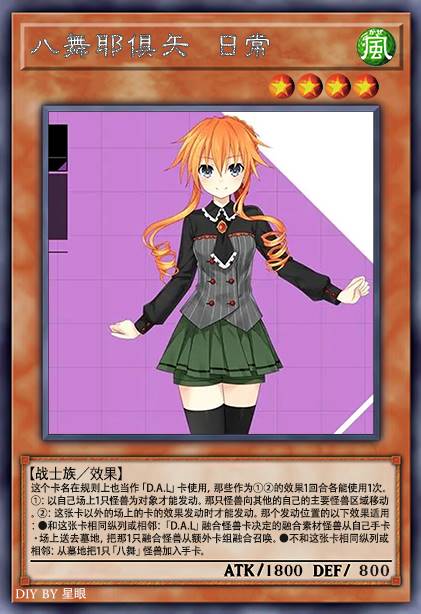 八舞耶俱矢 日常
風
かぜ
【战士族／效果】
这个卡名在规则上也当作「D.A.L」卡使用，那些作为①②的效果1回合各能使用1次。
①：以自己场上1只怪兽为对象才能发动。那只怪兽向其他的自己的主要怪兽区域移动
。②：这张卡以外的场上的卡的效果发动时才能发动。那个发动位置的以下效果适用
：●和这张卡相同纵列或相邻：「D.A.L」融合怪兽卡决定的融合素材怪兽从自己手卡
・场上送去墓地，把那1只融合怪兽从额外卡组融合召唤。●不和这张卡相同纵列或
相邻：从墓地把1只「八舞」怪兽加入手卡。
ATK/1800 DEF/ 800
DIY BY 星眼